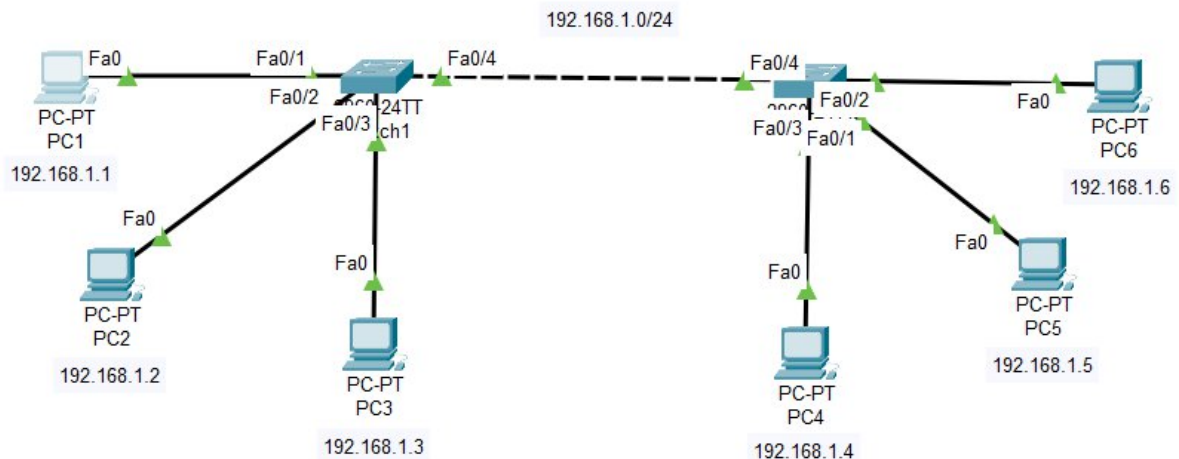 192.168.1.0/24
Fa0
Fa0/1
Fa0/4
Fa0/4
Fa0/2
24TT
Fa0/2
Fa0
Fa0/3
ch1
Fa0/3
Fa0/1
PC-PT
PC1
192.168.1.1
PC-PT
PC6
192.168.1.6
Fa0
PC-PT
PC2
192.168.1.2
Fa0
PC-PT
PC3
192.168.1.3
Fa0
PC-PT
PC4
192.168.1.4
Fa0
PC-PT
PC5
192.168.1.5